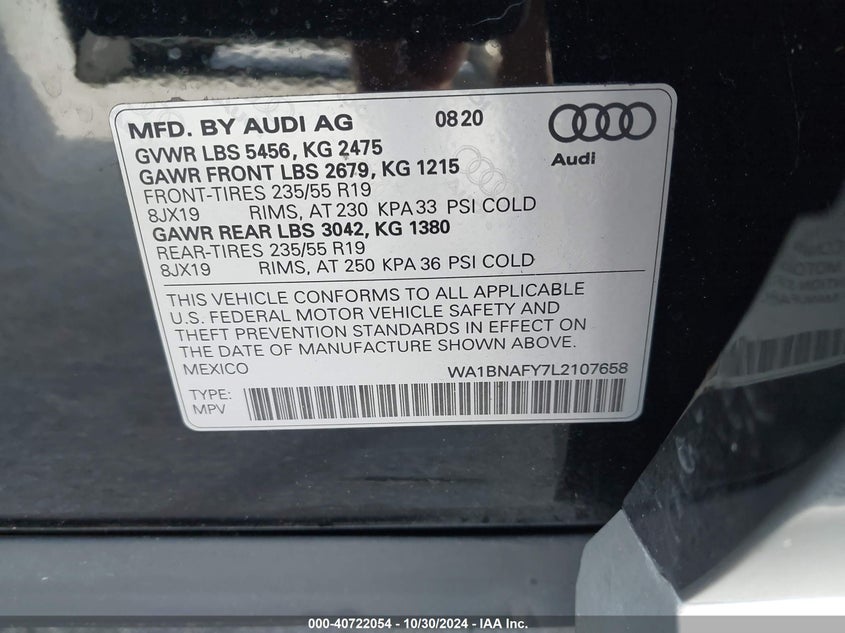 MFD. BY AUDI AG 0820
Audi
GVWR LBS 5456, KG 2475
GAWR FRONT LBS 2679, KG 1215
FRONT-TIRES 235/55 R19
8JX19 RIMS, AT 230 KPA 33 PSI COLD
GAWR REAR LBS 3042, KG 1380
REAR-TIRES 235/55 R19
8JX19 RIMS, AT 250 KPA 36 PSI COLD
THIS VEHICLE CONFORMS TO ALL APPLICABLE
U.S. FEDERAL MOTOR VEHICLE SAFETY AND
THEFT PREVENTION STANDARDS IN EFFECT ON
THE DATE OF MANUFACTURE SHOWN ABOVE.
MEXICO WA1BNAFY7L2107658
TYPE:
MPV
000-40722054 - 10/30/2024 - IAA Inc.